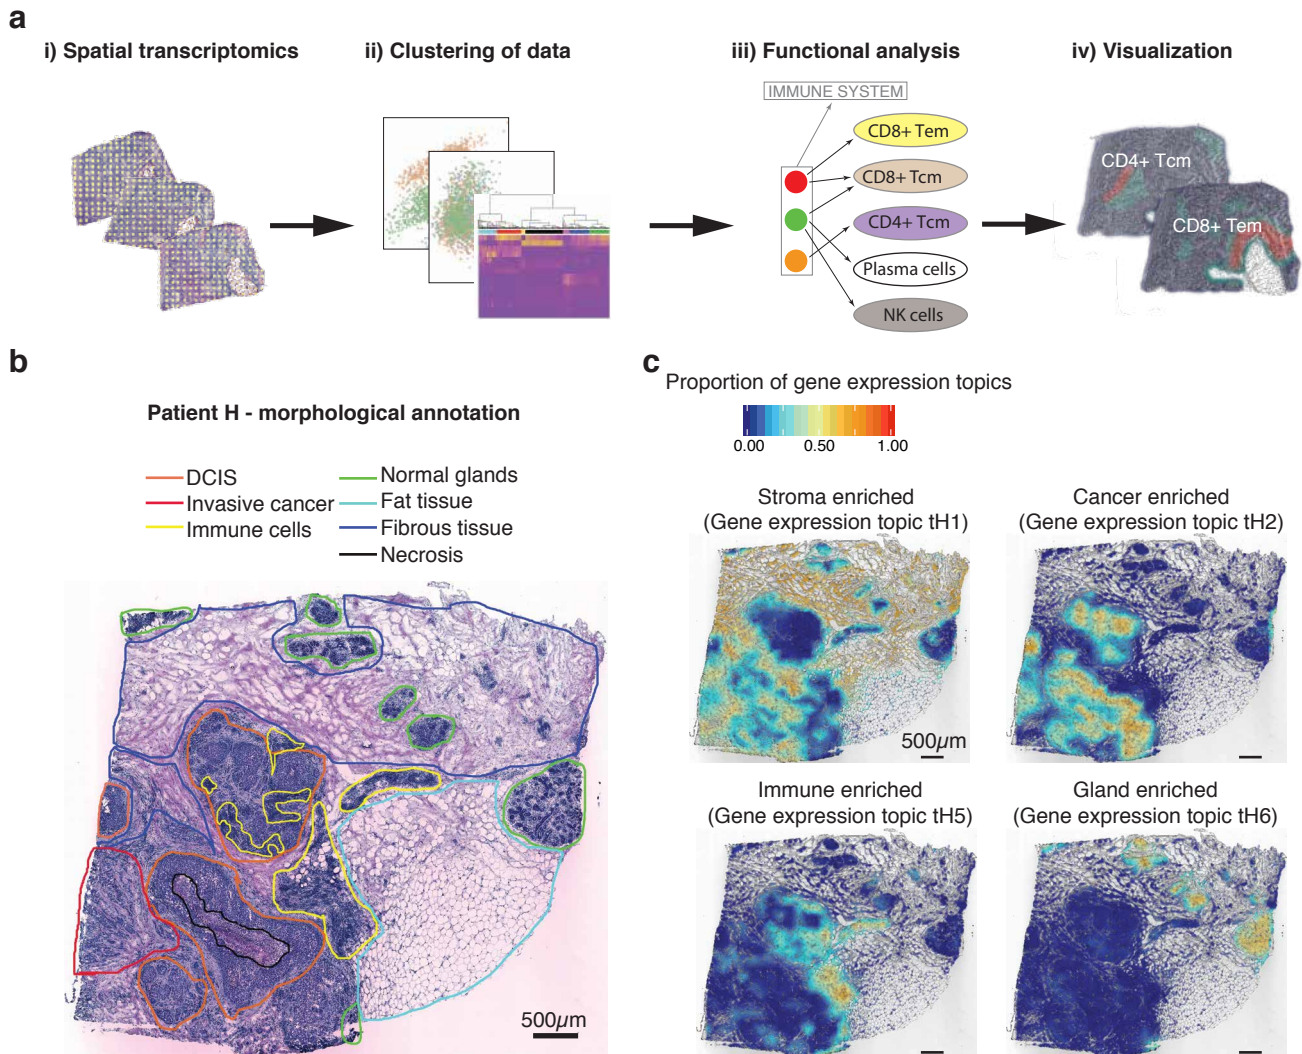 a
i) Spatial transcriptomics
ii) Clustering of data
iii) Functional analysis
iv) Visualization
IMMUNE SYSTEM
CD8+ Tem
CD8+ Tcm
CD4+ Tcm
Plasma cells
NK cells
CD4+ Tcm
CD8+ Tem
b
Patient H - morphological annotation
DCIS
Invasive cancer
Immune cells
Normal glands
Fat tissue
Fibrous tissue
Necrosis
500µm
c
Proportion of gene expression topics
0.00 0.50 1.00
Stroma enriched
(Gene expression topic tH1)
500µm
Cancer enriched
(Gene expression topic tH2)
Immune enriched
(Gene expression topic tH5)
Gland enriched
(Gene expression topic tH6)